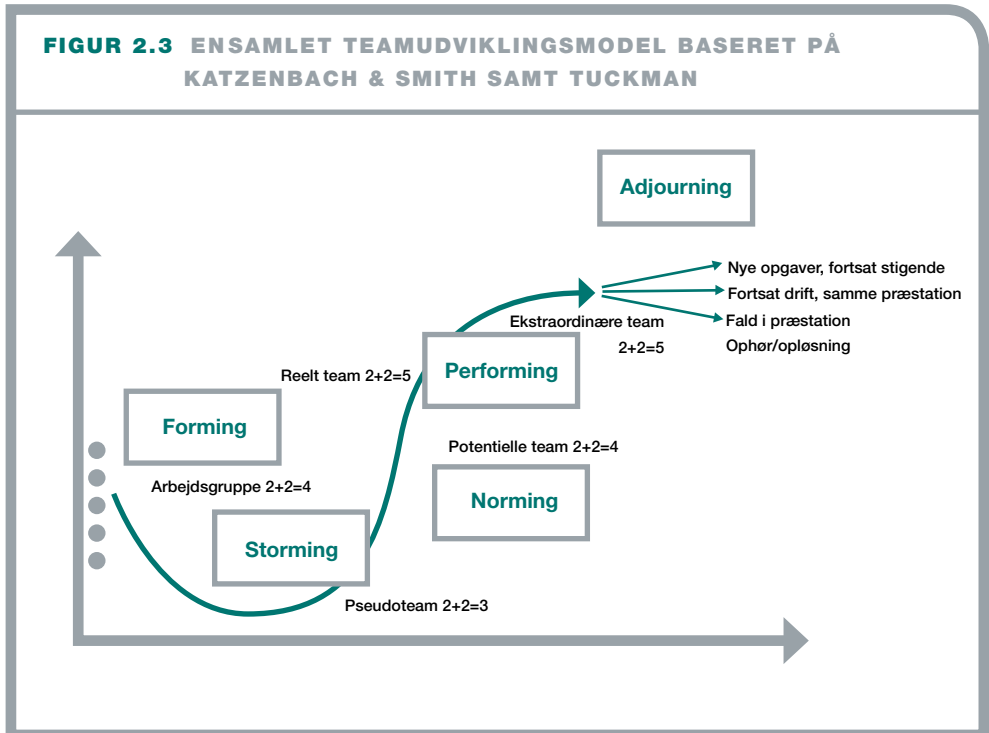 FIGUR 2.3 ENSAMLET TEAMUDVIKLINGSMODEL BASERET PÅ
KATZENBACH & SMITH SAMT TUCKMAN
Adjourning
Nye opgaver, fortsat stigende
Fortsat drift, samme præstation
Fald i præstation
Ophør/opløsning
Ekstraordinære team
2+2=5
Performing
Reelt team 2+2=5
Forming
Potentielle team 2+2=4
Arbejdsgruppe 2+2=4
Norming
Storming
Pseudoteam 2+2=3